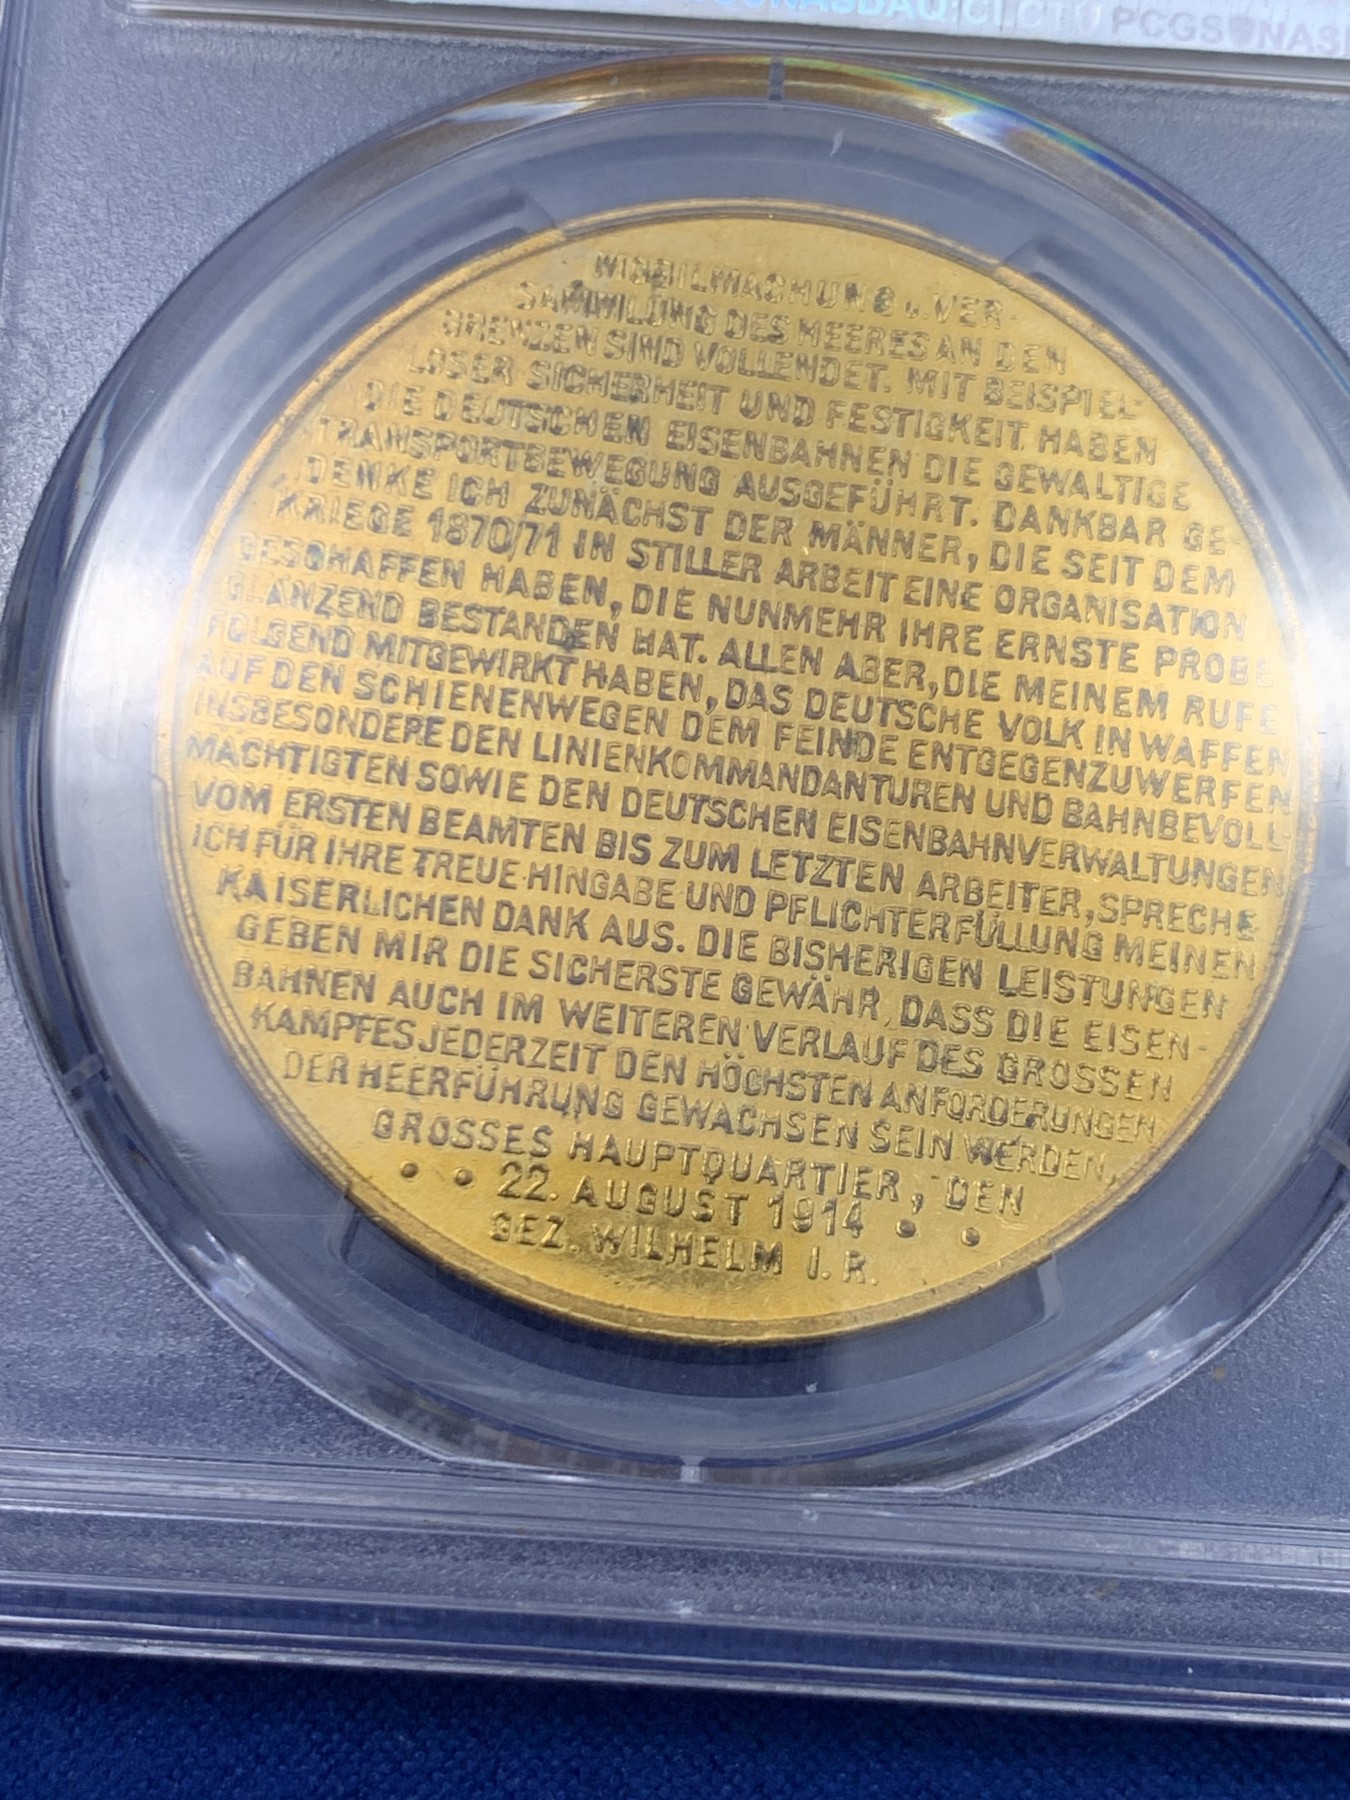 NASDAQ:CLCT PCGS NAS
MOBILMACHUNG U. VER-
SAMMLUNG DES HEERES AN DEN
GRENZEN SIND VOLLENDET. MIT BEISPIEL-
LOSER SICHERHEIT UND FESTIGKEIT HABEN
DIE DEUTSCHEN EISENBAHNEN DIE GEWALTIGE
TRANSPORTBEWEGUNG AUSGEFÜHRT. DANKBAR GE-
DENKE ICH ZUNÄCHST DER MÄNNER, DIE SEIT DEM
KRIEGE 1870/71 IN STILLER ARBEIT EINE ORGANISATION
GESCHAFFEN HABEN, DIE NUNMEHR IHRE ERNSTE PROBE
GLÄNZEND BESTANDEN HAT. ALLEN ABER, DIE MEINEM RUFE
FOLGEND MITGEWIRKT HABEN, DAS DEUTSCHE VOLK IN WAFFEN
AUF DEN SCHIENENWEGEN DEM FEINDE ENTGEGENZUWERFEN
INSBESONDERE DEN LINIENKOMMANDANTUREN UND BAHNBEVOLL-
MÄCHTIGTEN SOWIE DEN DEUTSCHEN EISENBAHNVERWALTUNGEN
VOM ERSTEN BEAMTEN BIS ZUM LETZTEN ARBEITER, SPRECHE
ICH FÜR IHRE TREUE HINGABE UND PFLICHTERFÜLLUNG MEINEN
KAISERLICHEN DANK AUS. DIE BISHERIGEN LEISTUNGEN
GEBEN MIR DIE SICHERSTE GEWÄHR, DASS DIE EISEN-
BAHNEN AUCH IM WEITEREN VERLAUF DES GROSSEN
KAMPFES JEDERZEIT DEN HÖCHSTEN ANFORDERUNGEN
DER HEERFÜHRUNG GEWACHSEN SEIN WERDEN,
GROSSES HAUPTQUARTIER, DEN
• • 22. AUGUST 1914 • •
GEZ. WILHELM I. R.